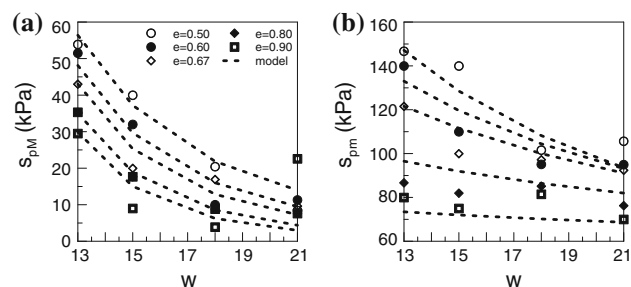 (a)
60
50
40
30
20
10
0
s_pM (kPa)
13 15 17 19 21
w
e=0.50 e=0.80
e=0.60 e=0.90
e=0.67 model
(b)
160
140
120
100
80
60
s_pm (kPa)
13 15 17 19 21
w